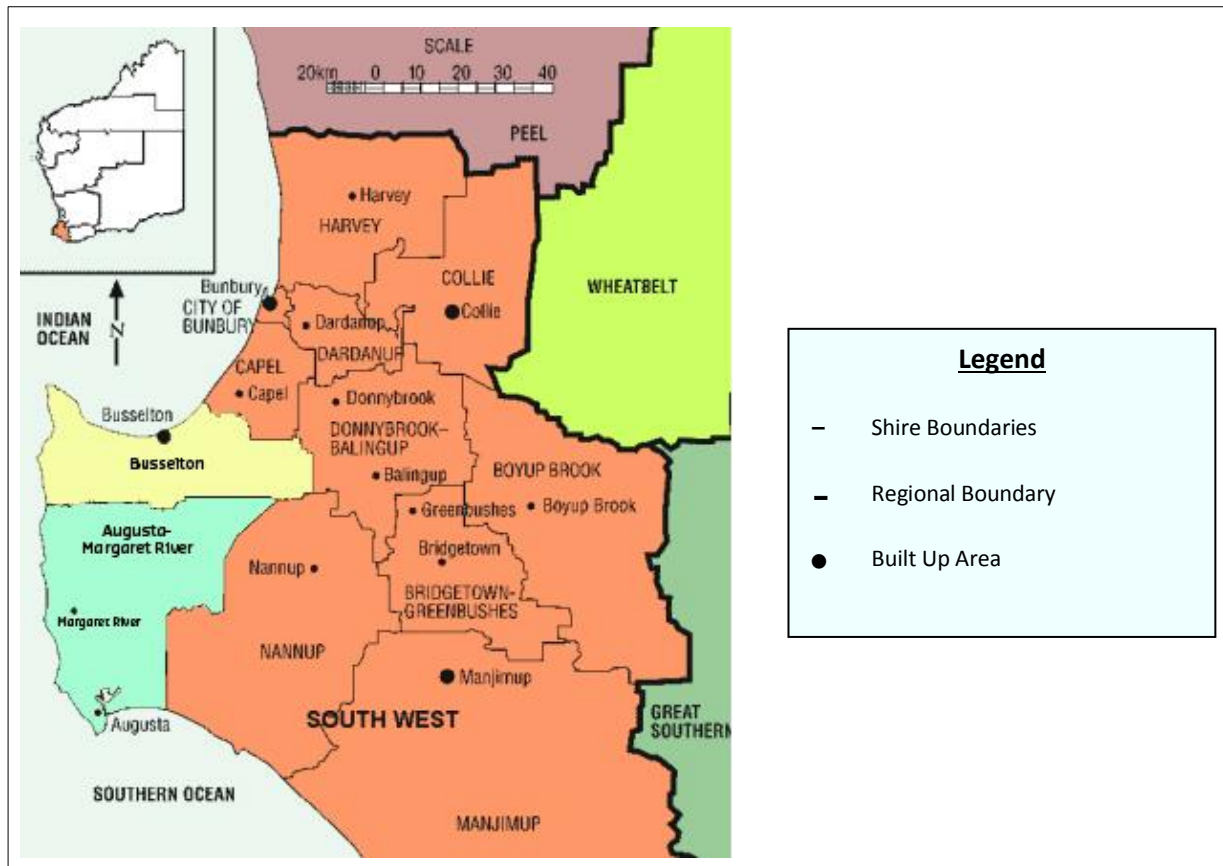 SCALE
20km 0 10 20 30 40
PEEL
Harvey
HARVEY
COLLIE
WHEATBELT
Bunbury
CITY OF
BUNBURY
Collie
INDIAN
OCEAN
N
Dardanup
DARDANUP
CAPEL
Capel
Donnybrook
DONNYBROOK–
BALINGUP
Busselton
Busselton
Balingup
BOYUP BROOK
Greenbushes
Boyup Brook
Augusta-
Margaret River
Bridgetown
Nannup
BRIDGETOWN-
GREENBUSHES
Margaret River
NANNUP
Manjimup
SOUTH WEST
GREAT
SOUTHERN
Augusta
SOUTHERN OCEAN
MANJIMUP
Legend
Shire Boundaries
Regional Boundary
Built Up Area